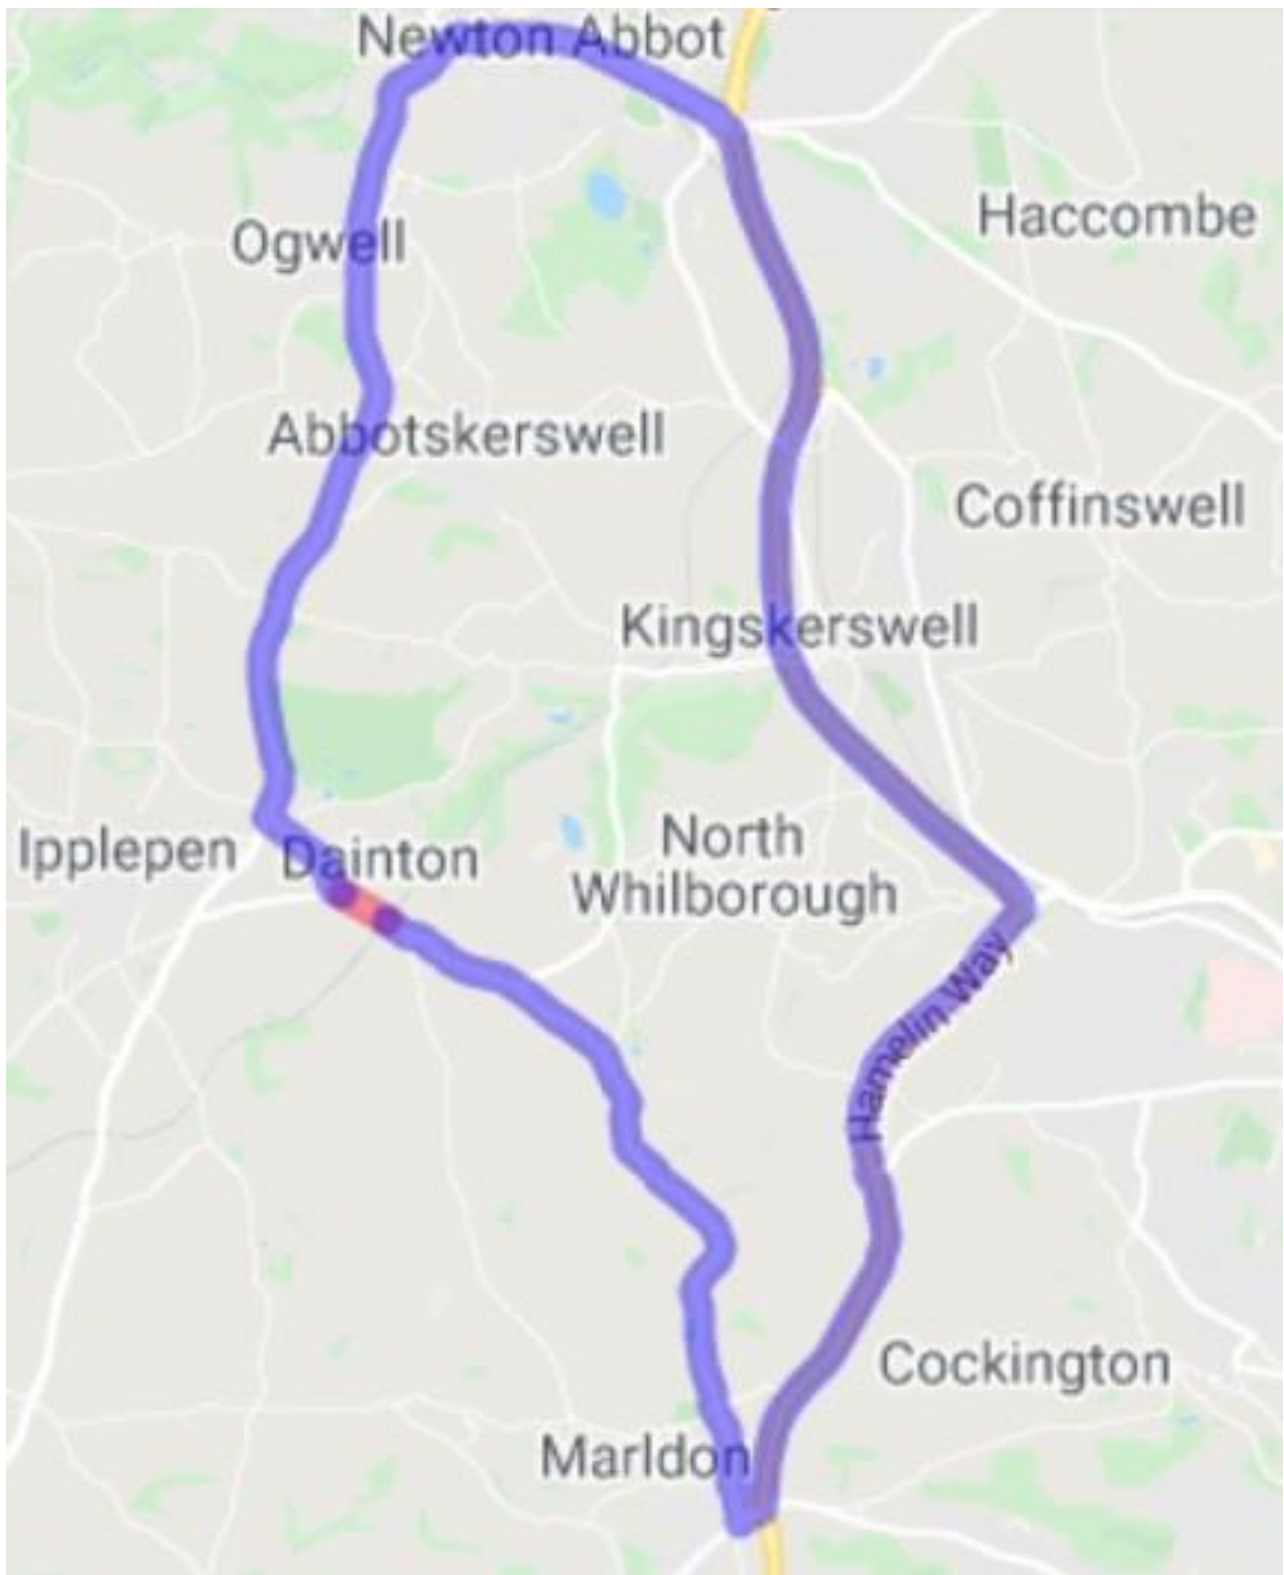 Newton Abbot
Haccombe
Ogwell
Abbotskerswell
Coffinswell
Kingskerswell
Ipplepen
Dainton
North
Whilborough
Hamelin Way
Cockington
Marldon